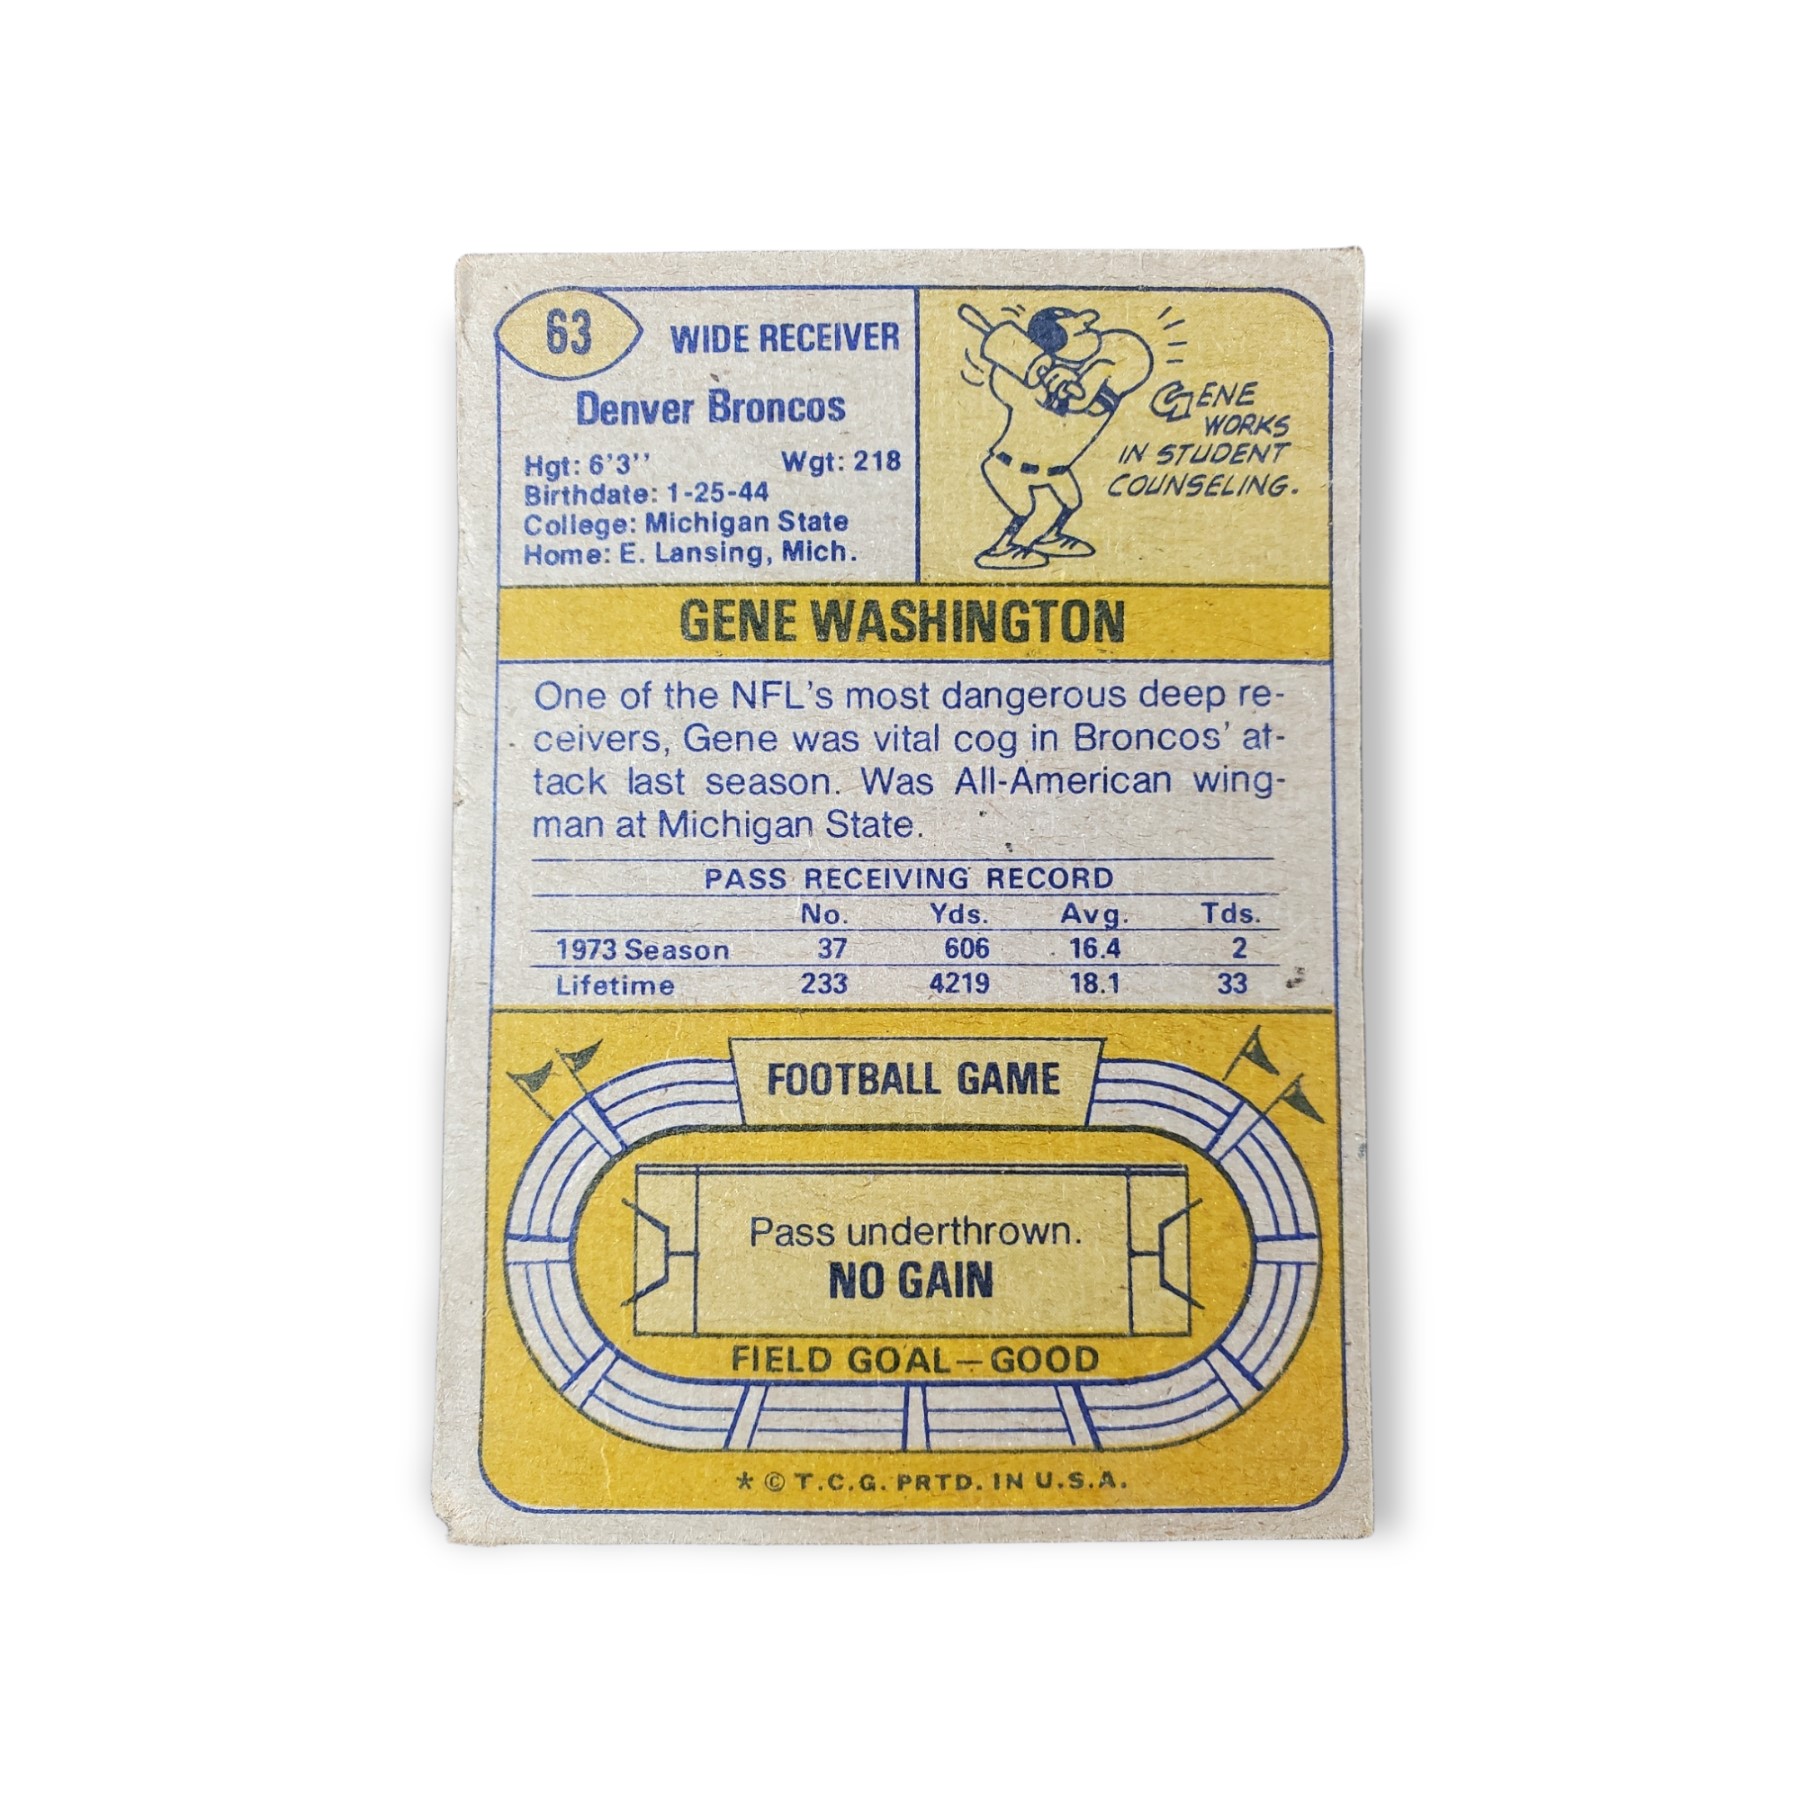 63
WIDE RECEIVER
Denver Broncos
Hgt: 6'3'' Wgt: 218
Birthdate: 1-25-44
College: Michigan State
Home: E. Lansing, Mich.
GENE
WORKS
IN STUDENT
COUNSELING.
GENE WASHINGTON
One of the NFL's most dangerous deep re-
ceivers, Gene was vital cog in Broncos' at-
tack last season. Was All-American wing-
man at Michigan State.
PASS RECEIVING RECORD
No. Yds. Avg. Tds.
1973 Season 37 606 16.4 2
Lifetime 233 4219 18.1 33
FOOTBALL GAME
Pass underthrown.
NO GAIN
FIELD GOAL—GOOD
* © T.C.G. PRTD. IN U.S.A.